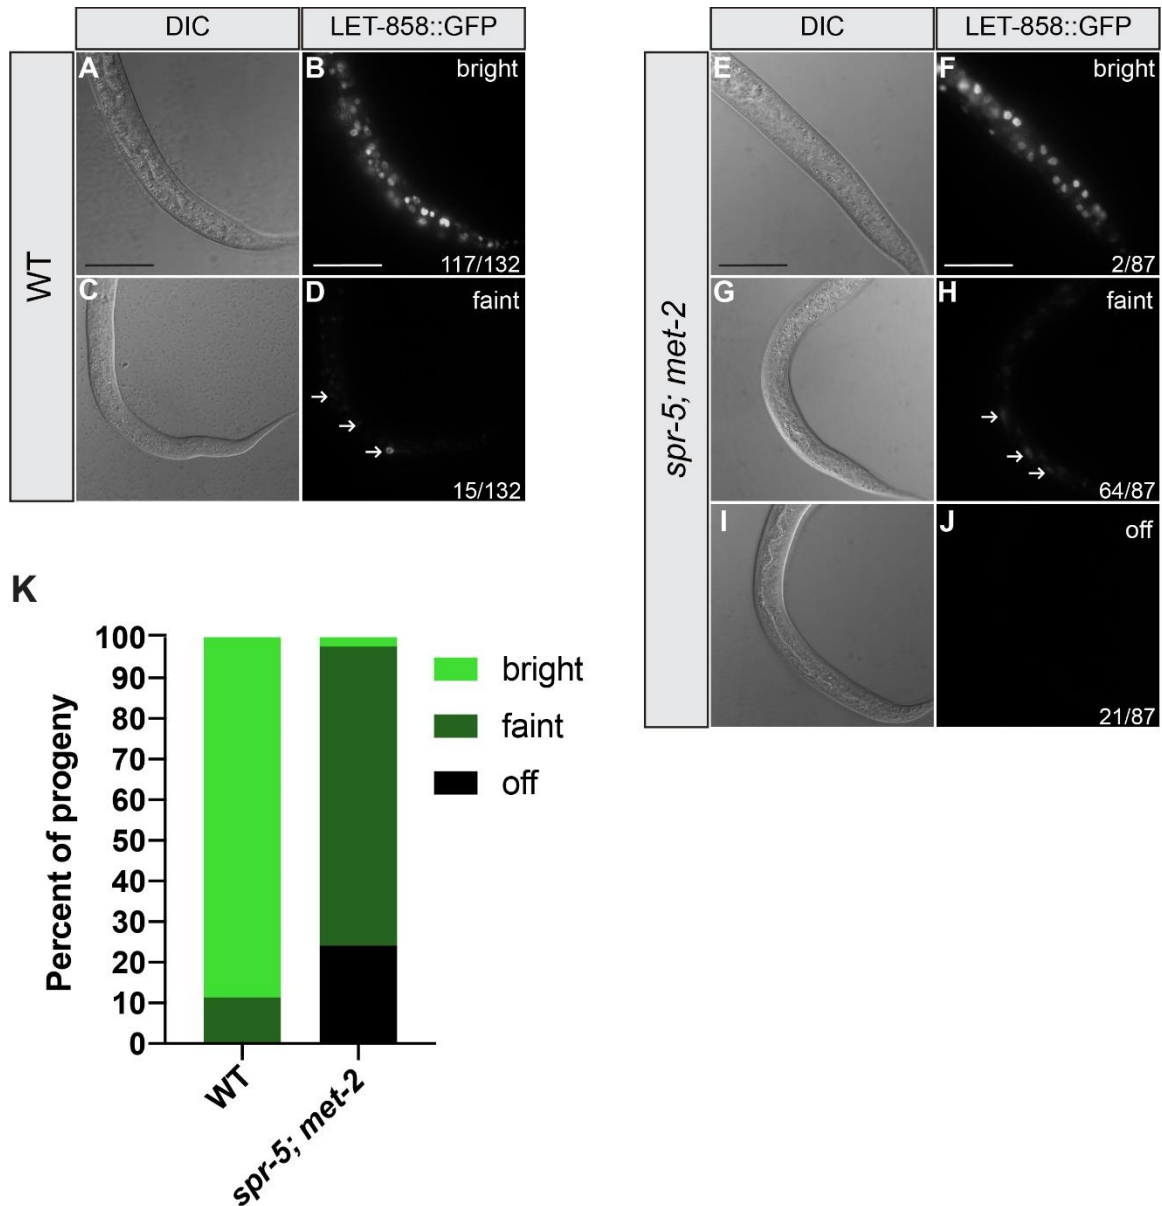 DIC
LET-858::GFP
WT
A
B
bright
117/132
C
D
faint
15/132
DIC
LET-858::GFP
spr-5; met-2
E
F
bright
2/87
G
H
faint
64/87
I
J
off
21/87
K
Percent of progeny
100
90
80
70
60
50
40
30
20
10
0
WT
spr-5; met-2
bright
faint
off